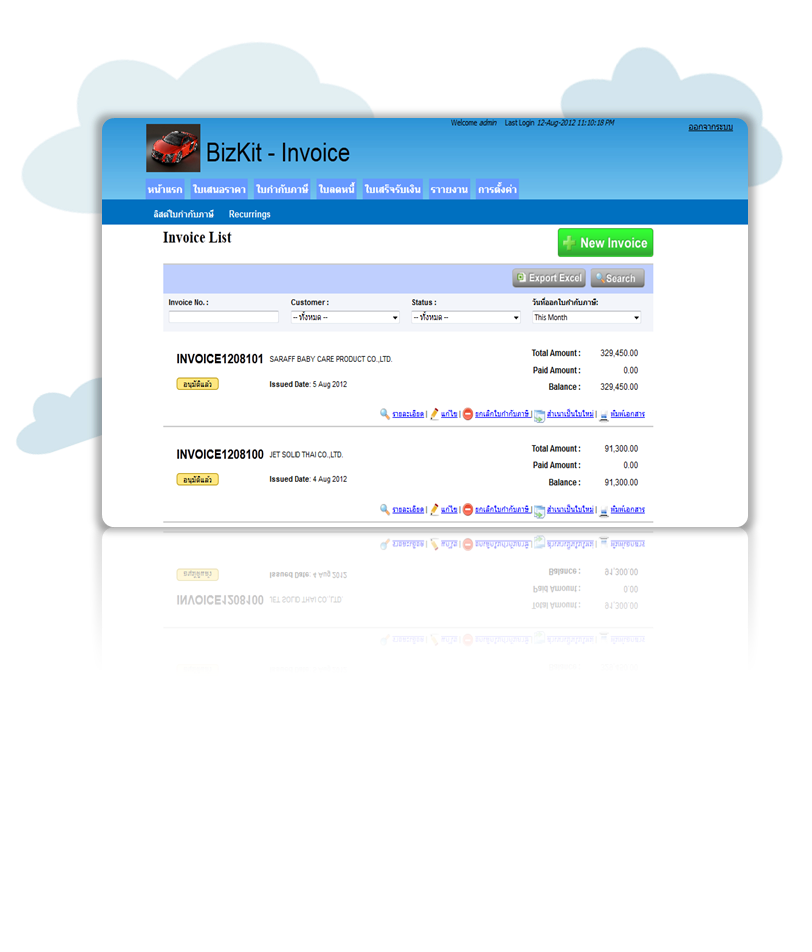 Welcome admin Last Login 12-Aug-2012 11:10:18 PM
ออกจากระบบ
BizKit - Invoice
หน้าแรก ใบเสนอราคา ใบกำกับภาษี ใบลดหนี้ ใบเสร็จรับเงิน รายงาน การตั้งค่า
ลิสต์ใบกำกับภาษี Recurrings
Invoice List
New Invoice
Export Excel Search
Invoice No. : Customer : Status : วันที่ออกใบกำกับภาษี:
-- ทั้งหมด -- -- ทั้งหมด -- This Month
Total Amount : 329,450.00
INVOICE1208101 SARAFF BABY CARE PRODUCT CO.,LTD.
Paid Amount : 0.00
อนุมัติแล้ว Issued Date: 5 Aug 2012 Balance : 329,450.00
รายละเอียด | แก้ไข | ยกเลิกใบกำกับภาษี | สำเนาเป็นใบใหม่ | พิมพ์เอกสาร
Total Amount : 91,300.00
INVOICE1208100 JET SOLID THAI CO.,LTD.
Paid Amount : 0.00
อนุมัติแล้ว Issued Date: 4 Aug 2012 Balance : 91,300.00
รายละเอียด | แก้ไข | ยกเลิกใบกำกับภาษี | สำเนาเป็นใบใหม่ | พิมพ์เอกสาร